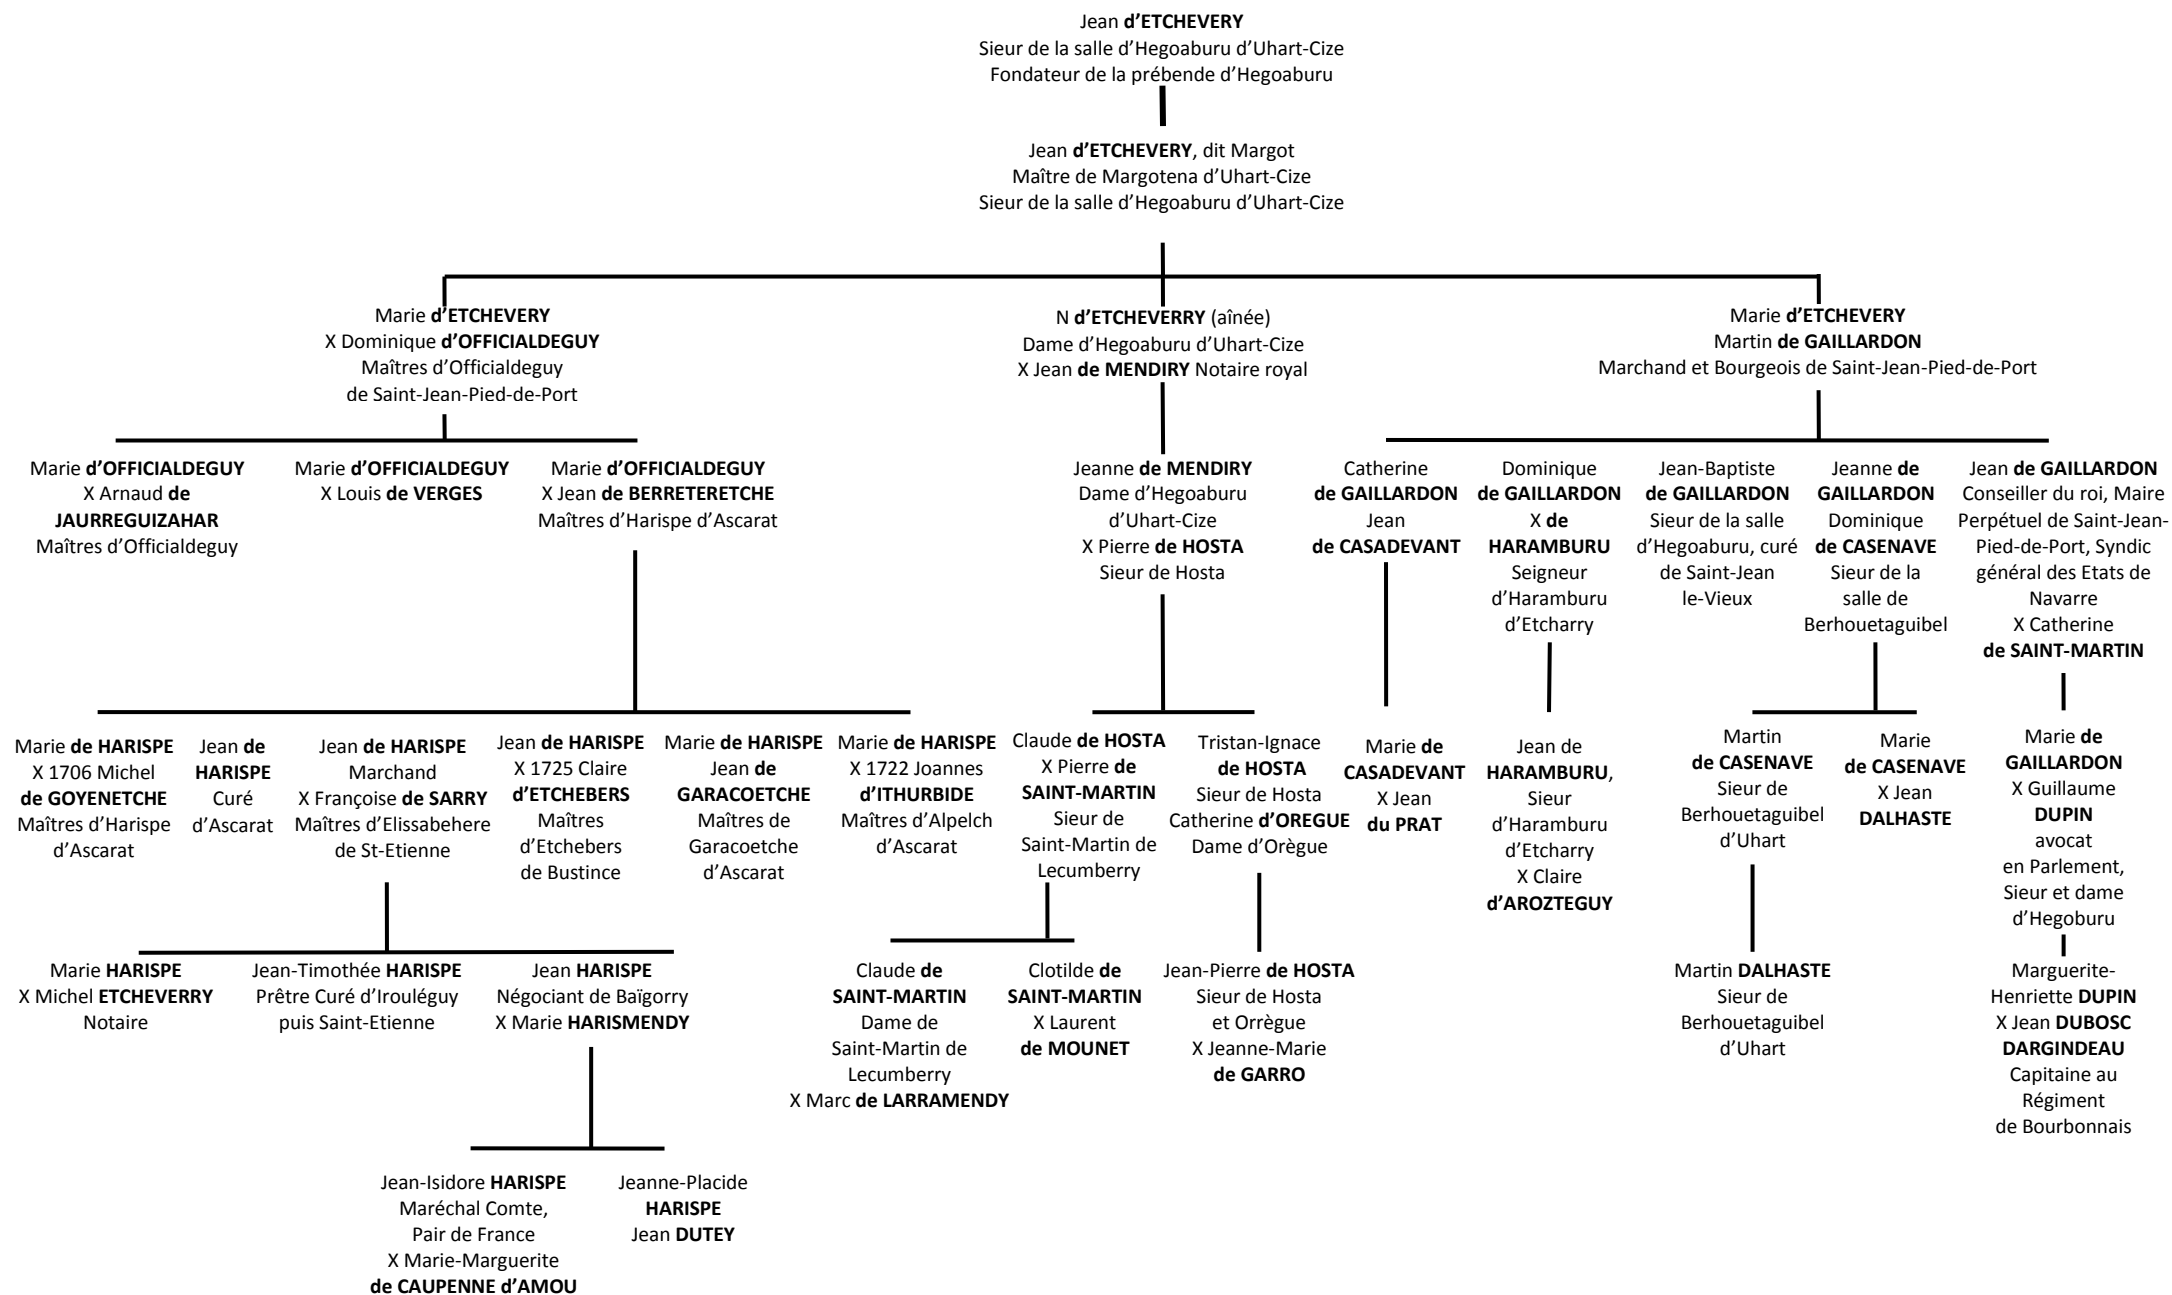 Jean d’ETCHEVERY
Sieur de la salle d’Hegoaburu d’Uhart-Cize
Fondateur de la prébende d’Hegoaburu
Jean d’ETCHEVERY, dit Margot
Maître de Margotena d’Uhart-Cize
Sieur de la salle d’Hegoaburu d’Uhart-Cize
Marie d’ETCHEVERY
X Dominique d’OFFICIALDEGUY
Maîtres d’Officialdeguy
de Saint-Jean-Pied-de-Port
N d’ETCHEVERRY (aînée)
Dame d’Hegoaburu d’Uhart-Cize
X Jean de MENDIRY Notaire royal
Marie d’ETCHEVERY
Martin de GAILLARDON
Marchand et Bourgeois de Saint-Jean-Pied-de-Port
Marie d’OFFICIALDEGUY
X Arnaud de
JAURREGUIZAHAR
Maîtres d’Officialdeguy
Marie d’OFFICIALDEGUY
X Louis de VERGES
Marie d’OFFICIALDEGUY
X Jean de BERRETERETCHE
Maîtres d’Harispe d’Ascarat
Jeanne de MENDIRY
Dame d’Hegoaburu
d’Uhart-Cize
X Pierre de HOSTA
Sieur de Hosta
Catherine
de GAILLARDON
Jean
de CASADEVANT
Dominique
de GAILLARDON
X de
HARAMBURU
Seigneur
d’Haramburu
d’Etcharry
Jean-Baptiste
de GAILLARDON
Sieur de la salle
d’Hegoaburu, curé
de Saint-Jean
le-Vieux
Jeanne de
GAILLARDON
Dominique
de CASENAVE
Sieur de la
salle de
Berhouetaguibel
Jean de GAILLARDON
Conseiller du roi, Maire
Perpétuel de Saint-Jean-
Pied-de-Port, Syndic
général des Etats de
Navarre
X Catherine
de SAINT-MARTIN
Marie de HARISPE
X 1706 Michel
de GOYENETCHE
Maîtres d’Harispe
d’Ascarat
Jean de
HARISPE
Curé
d’Ascarat
Jean de HARISPE
Marchand
X Françoise de SARRY
Maîtres d’Elissabehere
de St-Etienne
Jean de HARISPE
X 1725 Claire
d’ETCHEBERS
Maîtres
d’Etchebers
de Bustince
Marie de HARISPE
Jean de
GARACOETCHE
Maîtres de
Garacoetche
d’Ascarat
Marie de HARISPE
X 1722 Joannes
d’ITHURBIDE
Maîtres d’Alpelch
d’Ascarat
Claude de HOSTA
X Pierre de
SAINT-MARTIN
Sieur de
Saint-Martin de
Lecumberry
Tristan-Ignace
de HOSTA
Sieur de Hosta
Catherine d’OREGUE
Dame d’Orègue
Marie de
CASADEVANT
X Jean
du PRAT
Jean de
HARAMBURU,
Sieur
d’Haramburu
d’Etcharry
X Claire
d’AROZTEGUY
Martin
de CASENAVE
Sieur de
Berhouetaguibel
d’Uhart
Marie
de CASENAVE
X Jean
DALHASTE
Marie de
GAILLARDON
X Guillaume
DUPIN
avocat
en Parlement,
Sieur et dame
d’Hegoburu
Marie HARISPE
X Michel ETCHEVERRY
Notaire
Jean-Timothée HARISPE
Prêtre Curé d’Irouléguy
puis Saint-Etienne
Jean HARISPE
Négociant de Baïgorry
X Marie HARISMENDY
Claude de
SAINT-MARTIN
Dame de
Saint-Martin de
Lecumberry
X Marc de LARRAMENDY
Clotilde de
SAINT-MARTIN
X Laurent
de MOUNET
Jean-Pierre de HOSTA
Sieur de Hosta
et Orrègue
X Jeanne-Marie
de GARRO
Martin DALHASTE
Sieur de
Berhouetaguibel
d’Uhart
Marguerite-
Henriette DUPIN
X Jean DUBOSC
DARGINDEAU
Capitaine au
Régiment
de Bourbonnais
Jean-Isidore HARISPE
Maréchal Comte,
Pair de France
X Marie-Marguerite
de CAUPENNE d’AMOU
Jeanne-Placide
HARISPE
Jean DUTEY